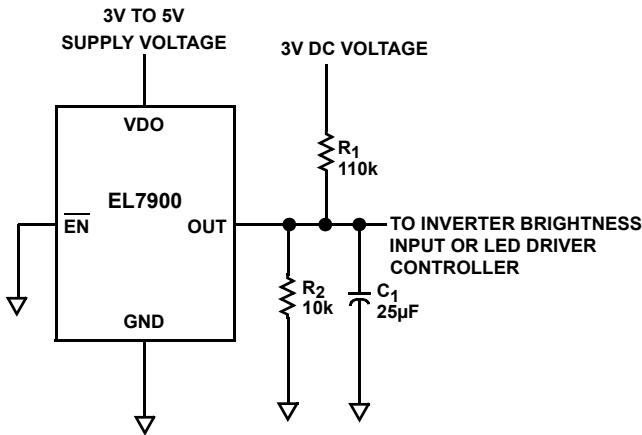 3V TO 5V
SUPPLY VOLTAGE
3V DC VOLTAGE
VDO
R1
110k
EL7900
EN
OUT
TO INVERTER BRIGHTNESS
INPUT OR LED DRIVER
CONTROLLER
R2
10k
C1
25µF
GND